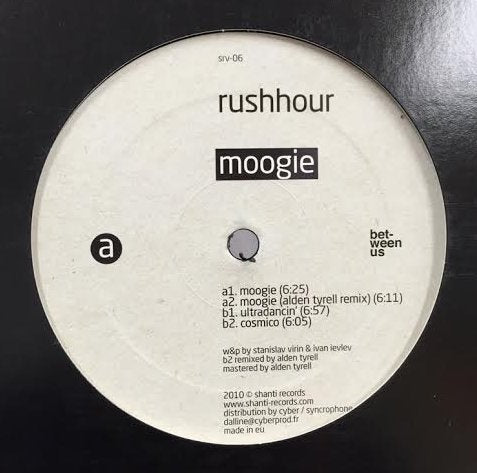 srv-06
rushhour
moogie
a
bet-
ween
us
a1. moogie (6:25)
a2. moogie (alden tyrell remix) (6:11)
b1. ultradancin' (6:57)
b2. cosmico (6:05)
w&p by stanislav virin & ivan ievlev
b2 remixed by alden tyrell
mastered by alden tyrell
2010 © shanti records
www.shanti-records.com
distribution by cyber / syncrophone
dalline@cyberprod.fr
made in eu